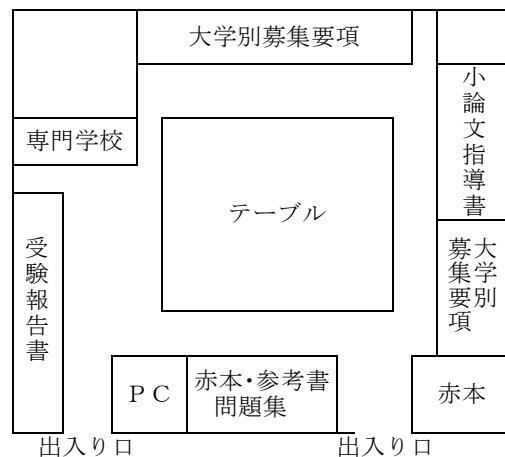 大学別募集要項
専門学校
小論文指導書
テーブル
受験報告書
大学別
募集要項
ＰＣ
赤本・参考書
問題集
赤本
出入り口
出入り口